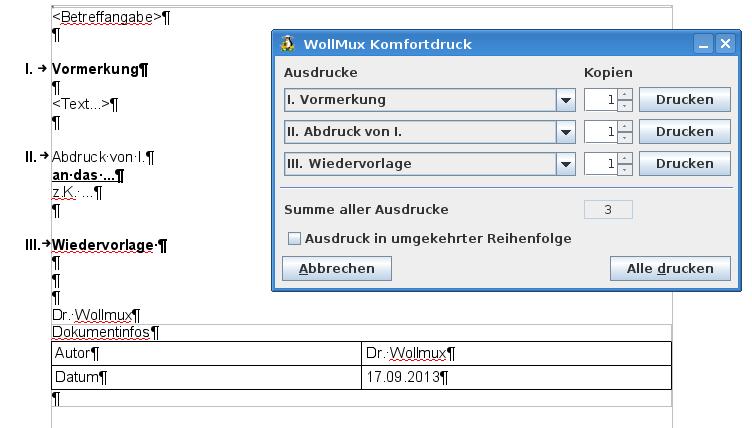 <Betreffangabe>¶
¶
I. → Vormerkung¶
¶
<Text...>¶
¶
II. → Abdruck·von·I.¶
an·das·...¶
z.K.·...¶
¶
III.→Wiedervorlage·¶
¶
¶
¶
Dr.·Wollmux¶
Dokumentinfos¶
Autor¶ Dr.·Wollmux¶
Datum¶ 17.09.2013¶
¶
WollMux Komfortdruck
Ausdrucke Kopien
I. Vormerkung 1 Drucken
II. Abdruck von I. 1 Drucken
III. Wiedervorlage 1 Drucken
Summe aller Ausdrucke 3
Ausdruck in umgekehrter Reihenfolge
Abbrechen Alle drucken